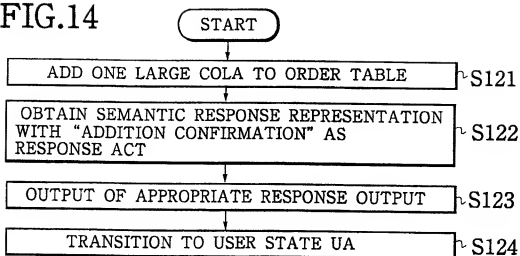 FIG.14
START
ADD ONE LARGE COLA TO ORDER TABLE
S121
OBTAIN SEMANTIC RESPONSE REPRESENTATION
WITH “ADDITION CONFIRMATION” AS
RESPONSE ACT
S122
OUTPUT OF APPROPRIATE RESPONSE OUTPUT
S123
TRANSITION TO USER STATE UA
S124